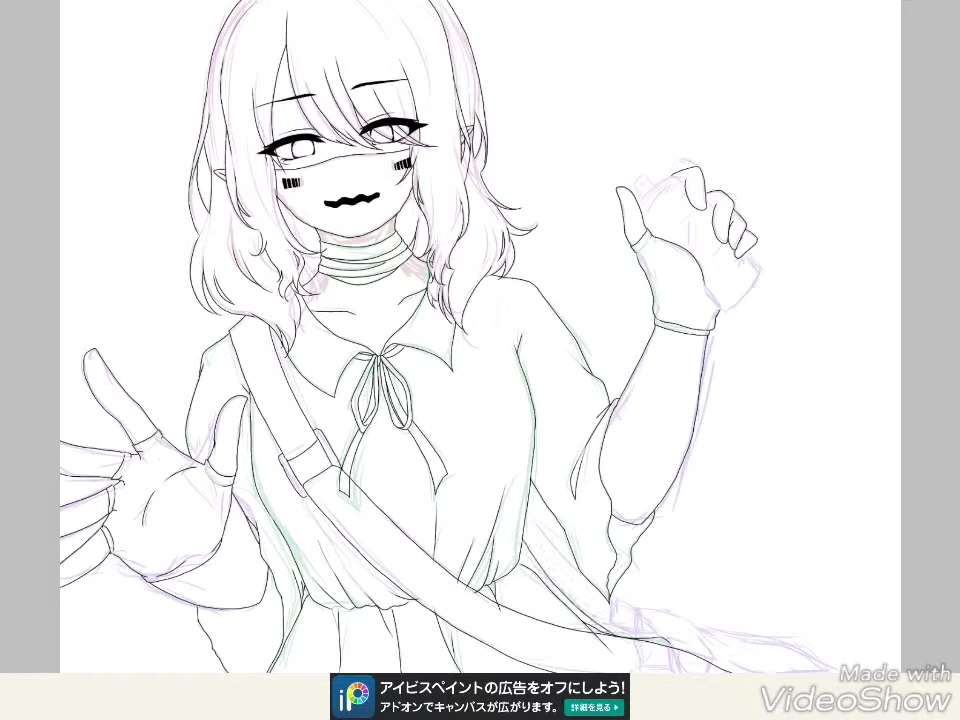 アイビスペイントの広告をオフにしよう!
iP
アドオンでキャンバスが広がります。
詳細を見る ▶
Made with
VideoShow